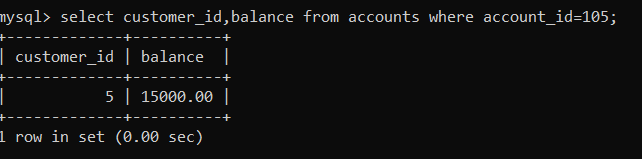 mysql> select customer_id,balance from accounts where account_id=105;
+-------------+----------+
| customer_id | balance  |
+-------------+----------+
|           5 | 15000.00 |
+-------------+----------+
1 row in set (0.00 sec)